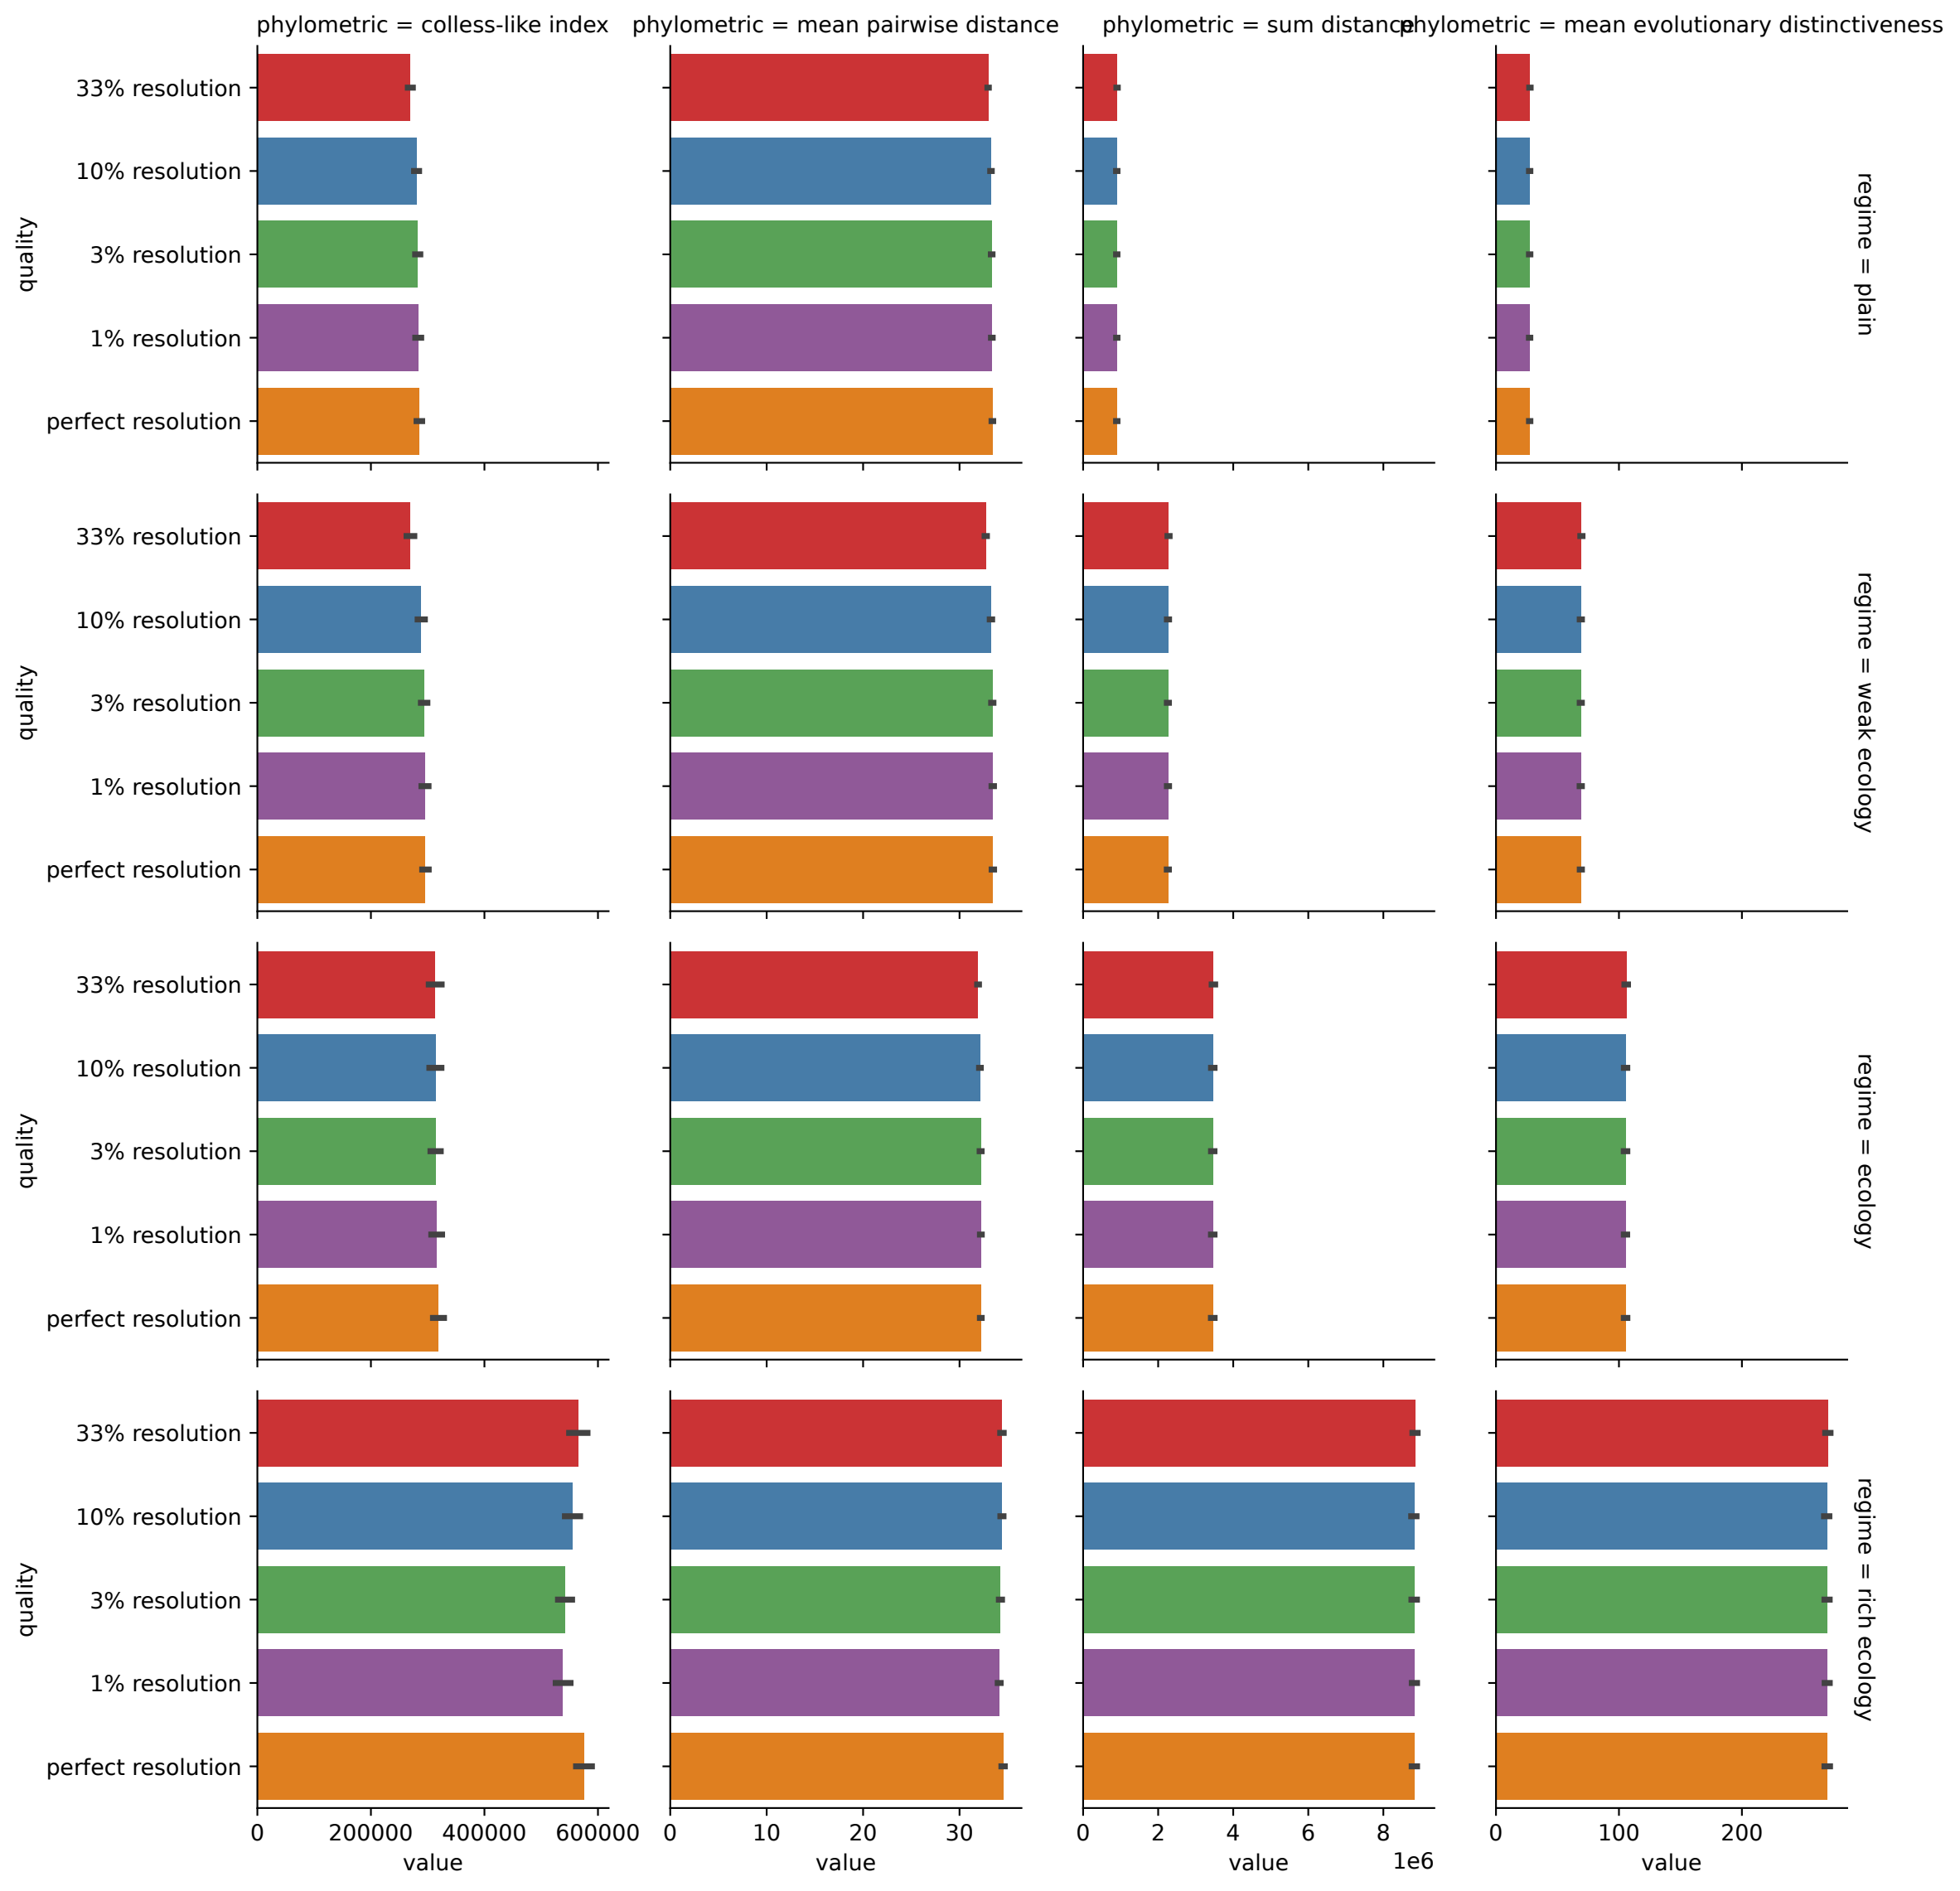 phylometric = colless-like index
phylometric = mean pairwise distance
phylometric = sum distance
phylometric = mean evolutionary distinctiveness
quality
33% resolution
10% resolution
3% resolution
1% resolution
perfect resolution
regime = plain
quality
33% resolution
10% resolution
3% resolution
1% resolution
perfect resolution
regime = weak ecology
quality
33% resolution
10% resolution
3% resolution
1% resolution
perfect resolution
regime = ecology
quality
33% resolution
10% resolution
3% resolution
1% resolution
perfect resolution
regime = rich ecology
0 200000 400000 600000
value
0 10 20 30
value
0 2 4 6 8
1e6
value
0 100 200
value